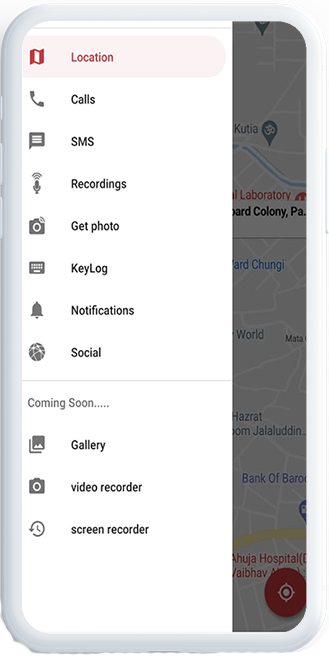 Location
Calls
SMS
Recordings
Get photo
KeyLog
Notifications
Social
Coming Soon.....
Gallery
video recorder
screen recorder
Kutia
al Laboratory
oard Colony, Pa..
Ward Chungi
World
Mata
Hazrat
oom Jalaluddin..
Bank Of Baro
Ahuja Hospital(
Vaibhav A